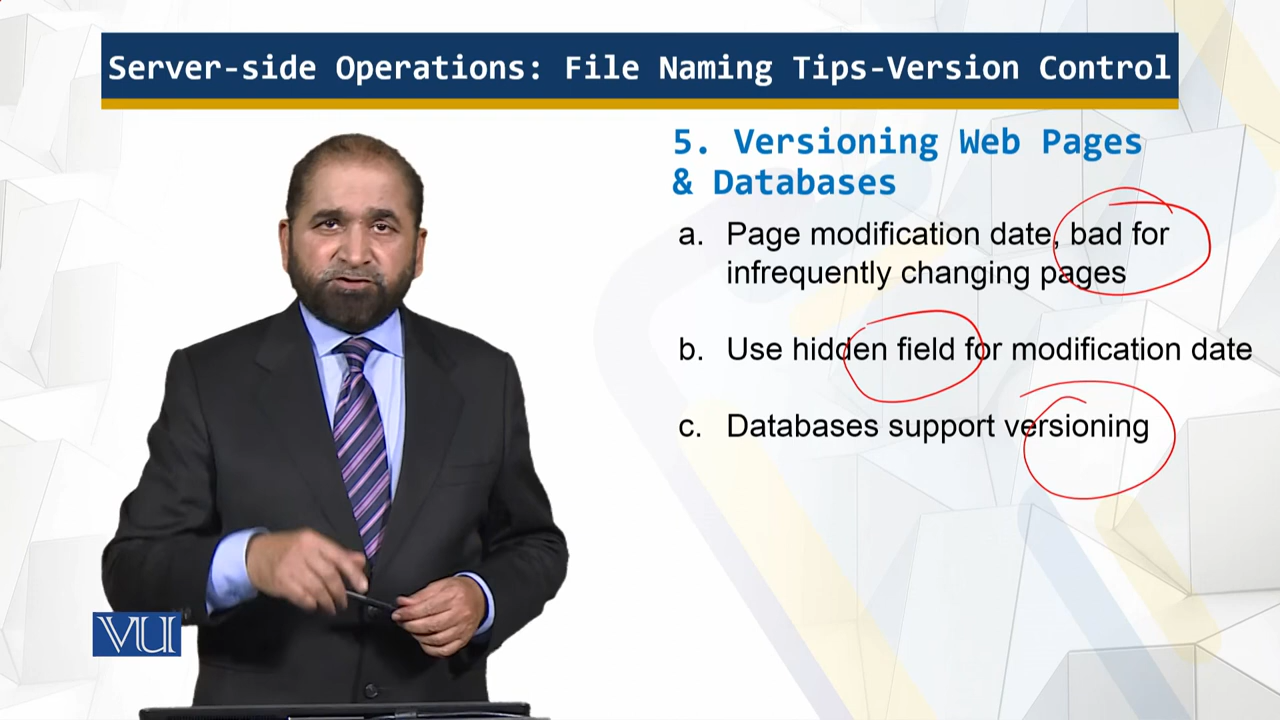 Server-side Operations: File Naming Tips-Version Control
5. Versioning Web Pages
& Databases
a. Page modification date, bad for
infrequently changing pages
b. Use hidden field for modification date
c. Databases support versioning
VU